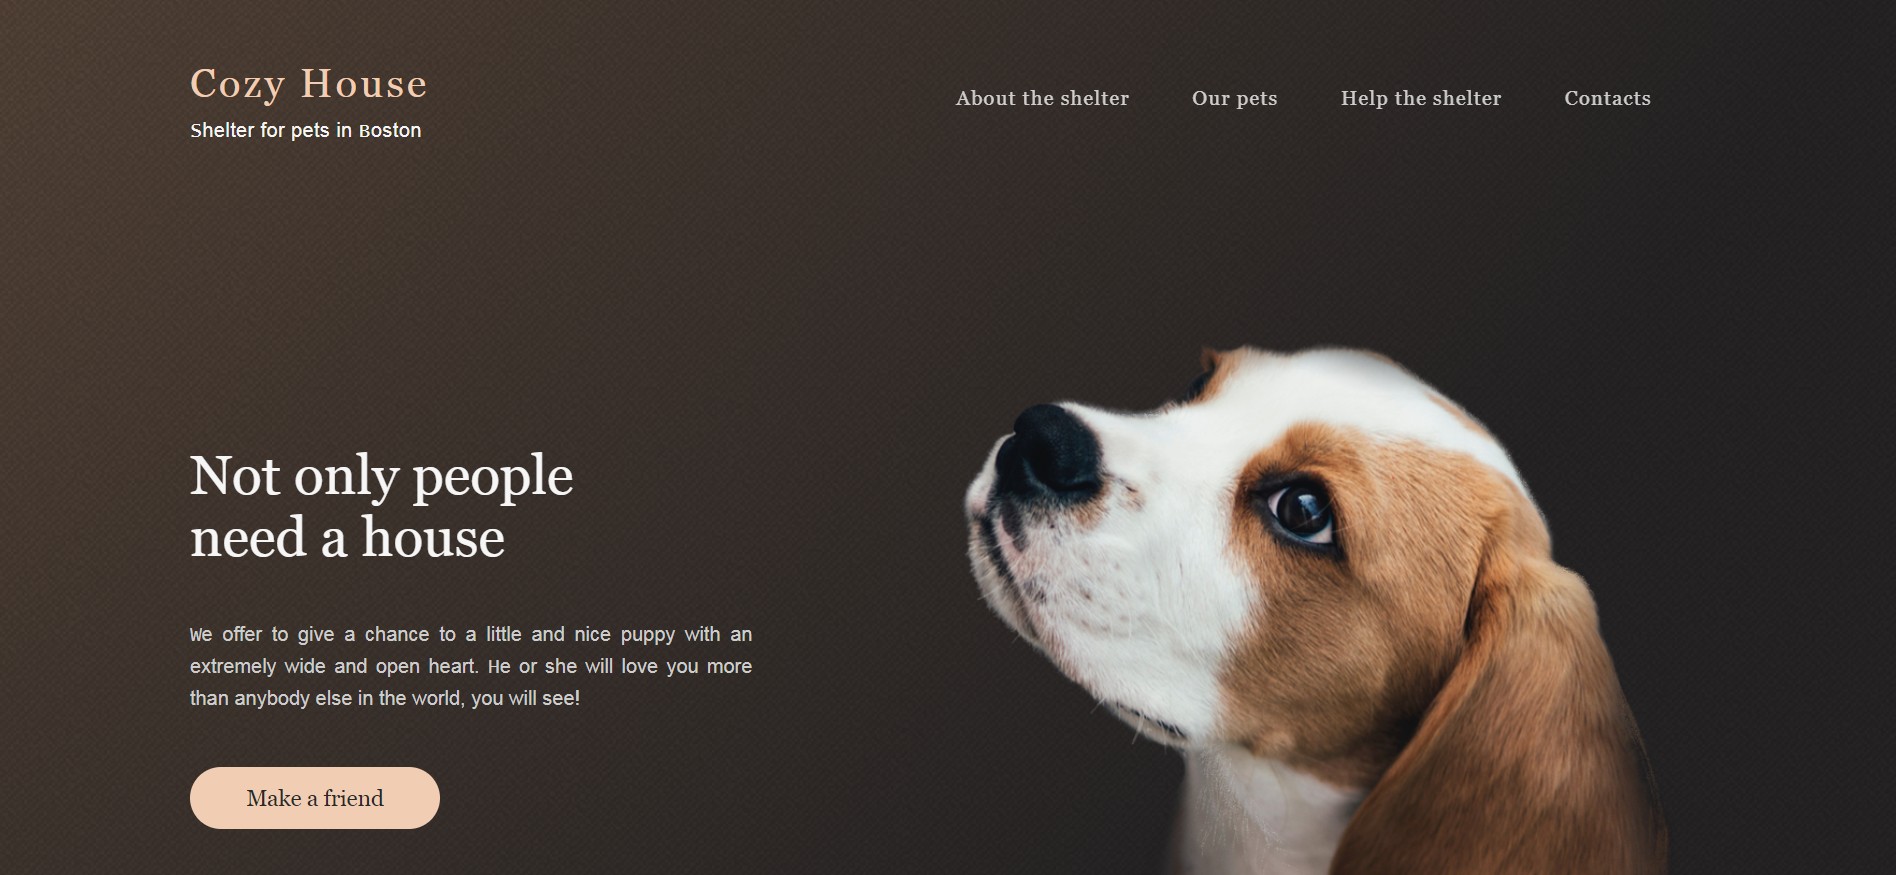 Cozy House
Shelter for pets in Boston
About the shelter
Our pets
Help the shelter
Contacts
Not only people
need a house
We offer to give a chance to a little and nice puppy with an
extremely wide and open heart. He or she will love you more
than anybody else in the world, you will see!
Make a friend